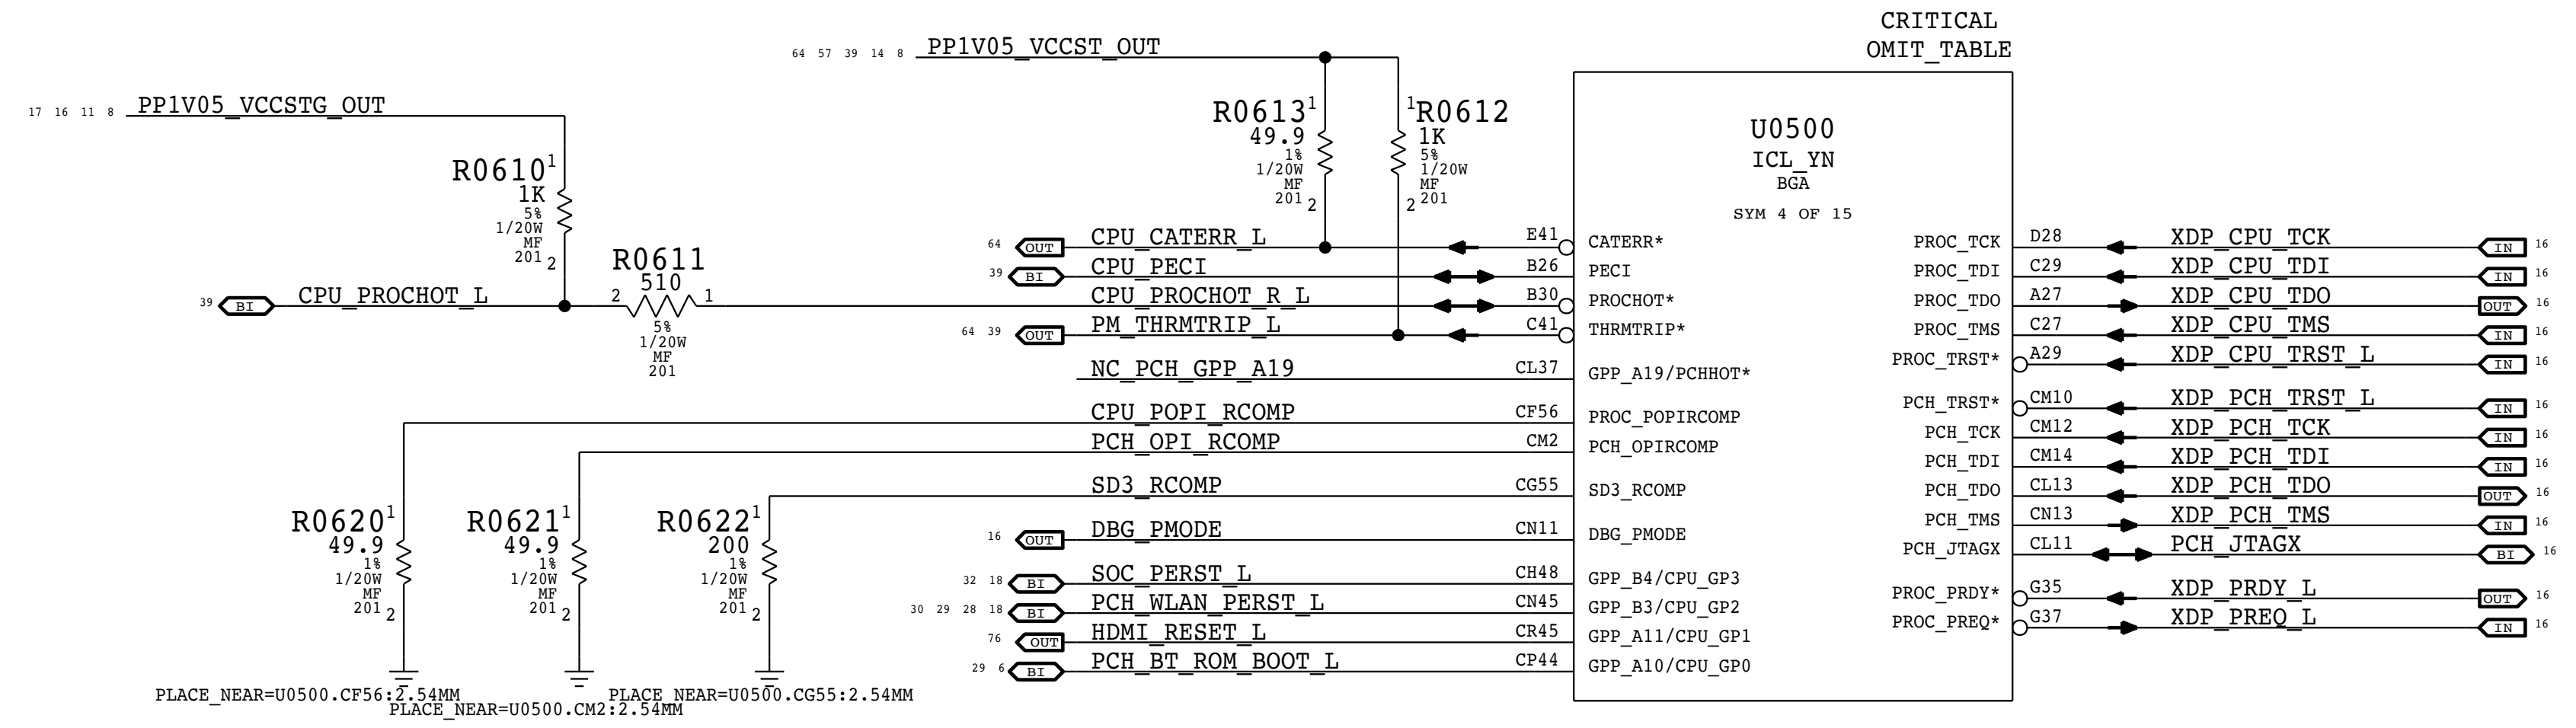 CRITICAL
OMIT_TABLE
64 57 39 14 8 PP1V05_VCCST_OUT
17 16 11 8 PP1V05_VCCSTG_OUT
R0610 1
1K
5%
1/20W
MF
201 2
R0613 1
49.9
1%
1/20W
MF
201 2
1 R0612
1K
5%
1/20W
MF
2 201
U0500
ICL_YN
BGA
SYM 4 OF 15
39 BI CPU_PROCHOT_L
R0611
510
2 1
5%
1/20W
MF
201
64 OUT CPU_CATERR_L E41 CATERR*
39 BI CPU_PECI B26 PECI
CPU_PROCHOT_R_L B30 PROCHOT*
64 39 OUT PM_THRMTRIP_L C41 THRMTRIP*
NC_PCH_GPP_A19 CL37 GPP_A19/PCHHOT*
CPU_POPI_RCOMP CF56 PROC_POPIRCOMP
PCH_OPI_RCOMP CM2 PCH_OPIRCOMP
SD3_RCOMP CG55 SD3_RCOMP
16 OUT DBG_PMODE CN11 DBG_PMODE
32 18 BI SOC_PERST_L CH48 GPP_B4/CPU_GP3
30 29 28 18 BI PCH_WLAN_PERST_L CN45 GPP_B3/CPU_GP2
76 OUT HDMI_RESET_L CR45 GPP_A11/CPU_GP1
29 6 BI PCH_BT_ROM_BOOT_L CP44 GPP_A10/CPU_GP0
PROC_TCK D28 XDP_CPU_TCK IN 16
PROC_TDI C29 XDP_CPU_TDI IN 16
PROC_TDO A27 XDP_CPU_TDO OUT 16
PROC_TMS C27 XDP_CPU_TMS IN 16
PROC_TRST* A29 XDP_CPU_TRST_L IN 16
PCH_TRST* CM10 XDP_PCH_TRST_L IN 16
PCH_TCK CM12 XDP_PCH_TCK IN 16
PCH_TDI CM14 XDP_PCH_TDI IN 16
PCH_TDO CL13 XDP_PCH_TDO OUT 16
PCH_TMS CN13 XDP_PCH_TMS IN 16
PCH_JTAGX CL11 PCH_JTAGX BI 16
PROC_PRDY* G35 XDP_PRDY_L OUT 16
PROC_PREQ* G37 XDP_PREQ_L IN 16
R0620 1
49.9
1%
1/20W
MF
201 2
R0621 1
49.9
1%
1/20W
MF
201 2
R0622 1
200
1%
1/20W
MF
201 2
PLACE_NEAR=U0500.CF56:2.54MM
PLACE_NEAR=U0500.CM2:2.54MM
PLACE_NEAR=U0500.CG55:2.54MM